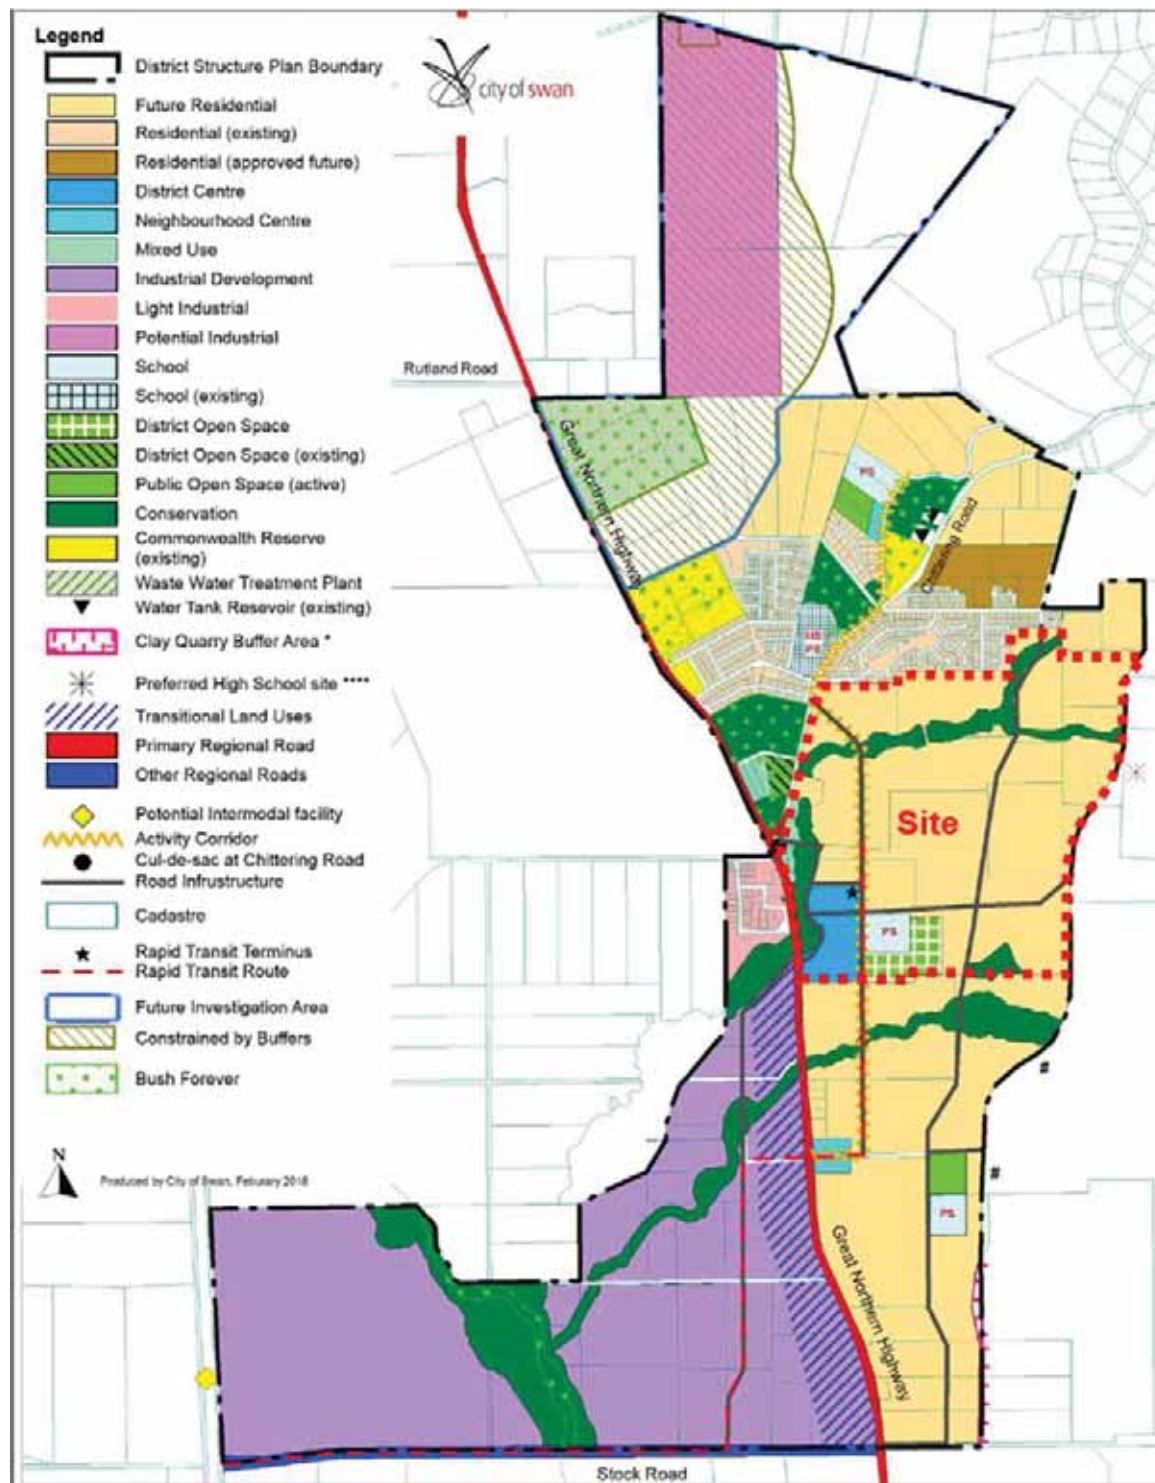 Legend
District Structure Plan Boundary
Future Residential
Residential (existing)
Residential (approved future)
District Centre
Neighbourhood Centre
Mixed Use
Industrial Development
Light Industrial
Potential Industrial
School
School (existing)
District Open Space
District Open Space (existing)
Public Open Space (active)
Conservation
Commonwealth Reserve
(existing)
Waste Water Treatment Plant
Water Tank Resevoir (existing)
Clay Quarry Buffer Area *
Preferred High School site ****
Transitional Land Uses
Primary Regional Road
Other Regional Roads
Potential Intermodal facility
Activity Corridor
Cul-de-sac at Chittering Road
Road Infrustructure
Cadastre
Rapid Transit Terminus
Rapid Transit Route
Future Investigation Area
Constrained by Buffers
Bush Forever
N
Produced by City of Swan, Feburary 2018
city of swan
Rutland Road
Great Northern Highway
PS
Chittering Road
HS
PS
Site
PS
#
#
PS
Great Northern Highway
Stock Road